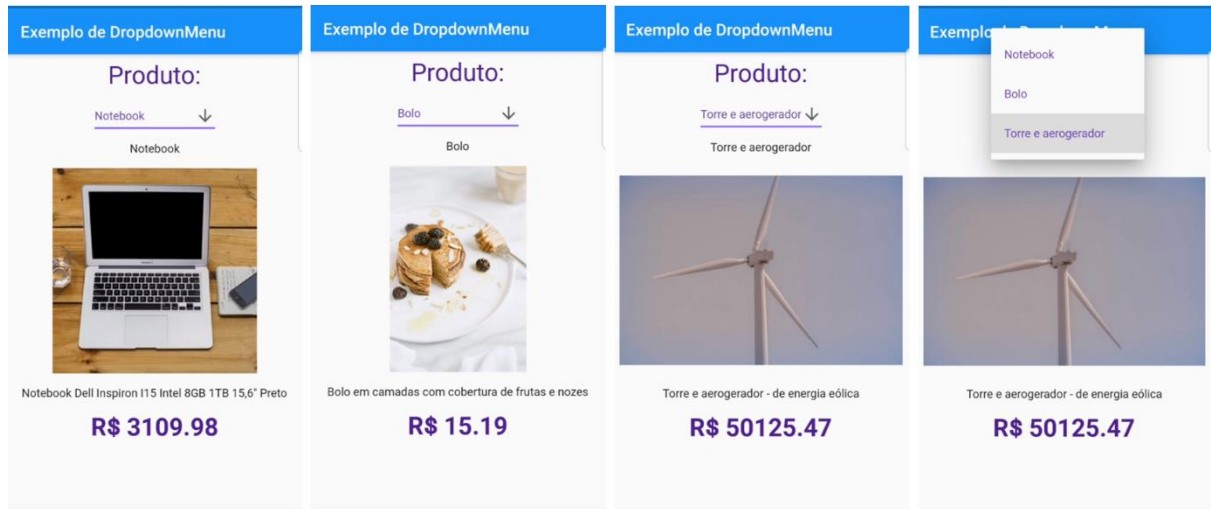 Exemplo de DropdownMenu
Produto:
Notebook
Notebook
Notebook Dell Inspiron I15 Intel 8GB 1TB 15,6" Preto
R$ 3109.98
Exemplo de DropdownMenu
Produto:
Bolo
Bolo
Bolo em camadas com cobertura de frutas e nozes
R$ 15.19
Exemplo de DropdownMenu
Produto:
Torre e aerogerador
Torre e aerogerador
Torre e aerogerador - de energia eólica
R$ 50125.47
Notebook
Bolo
Torre e aerogerador
Torre e aerogerador - de energia eólica
R$ 50125.47